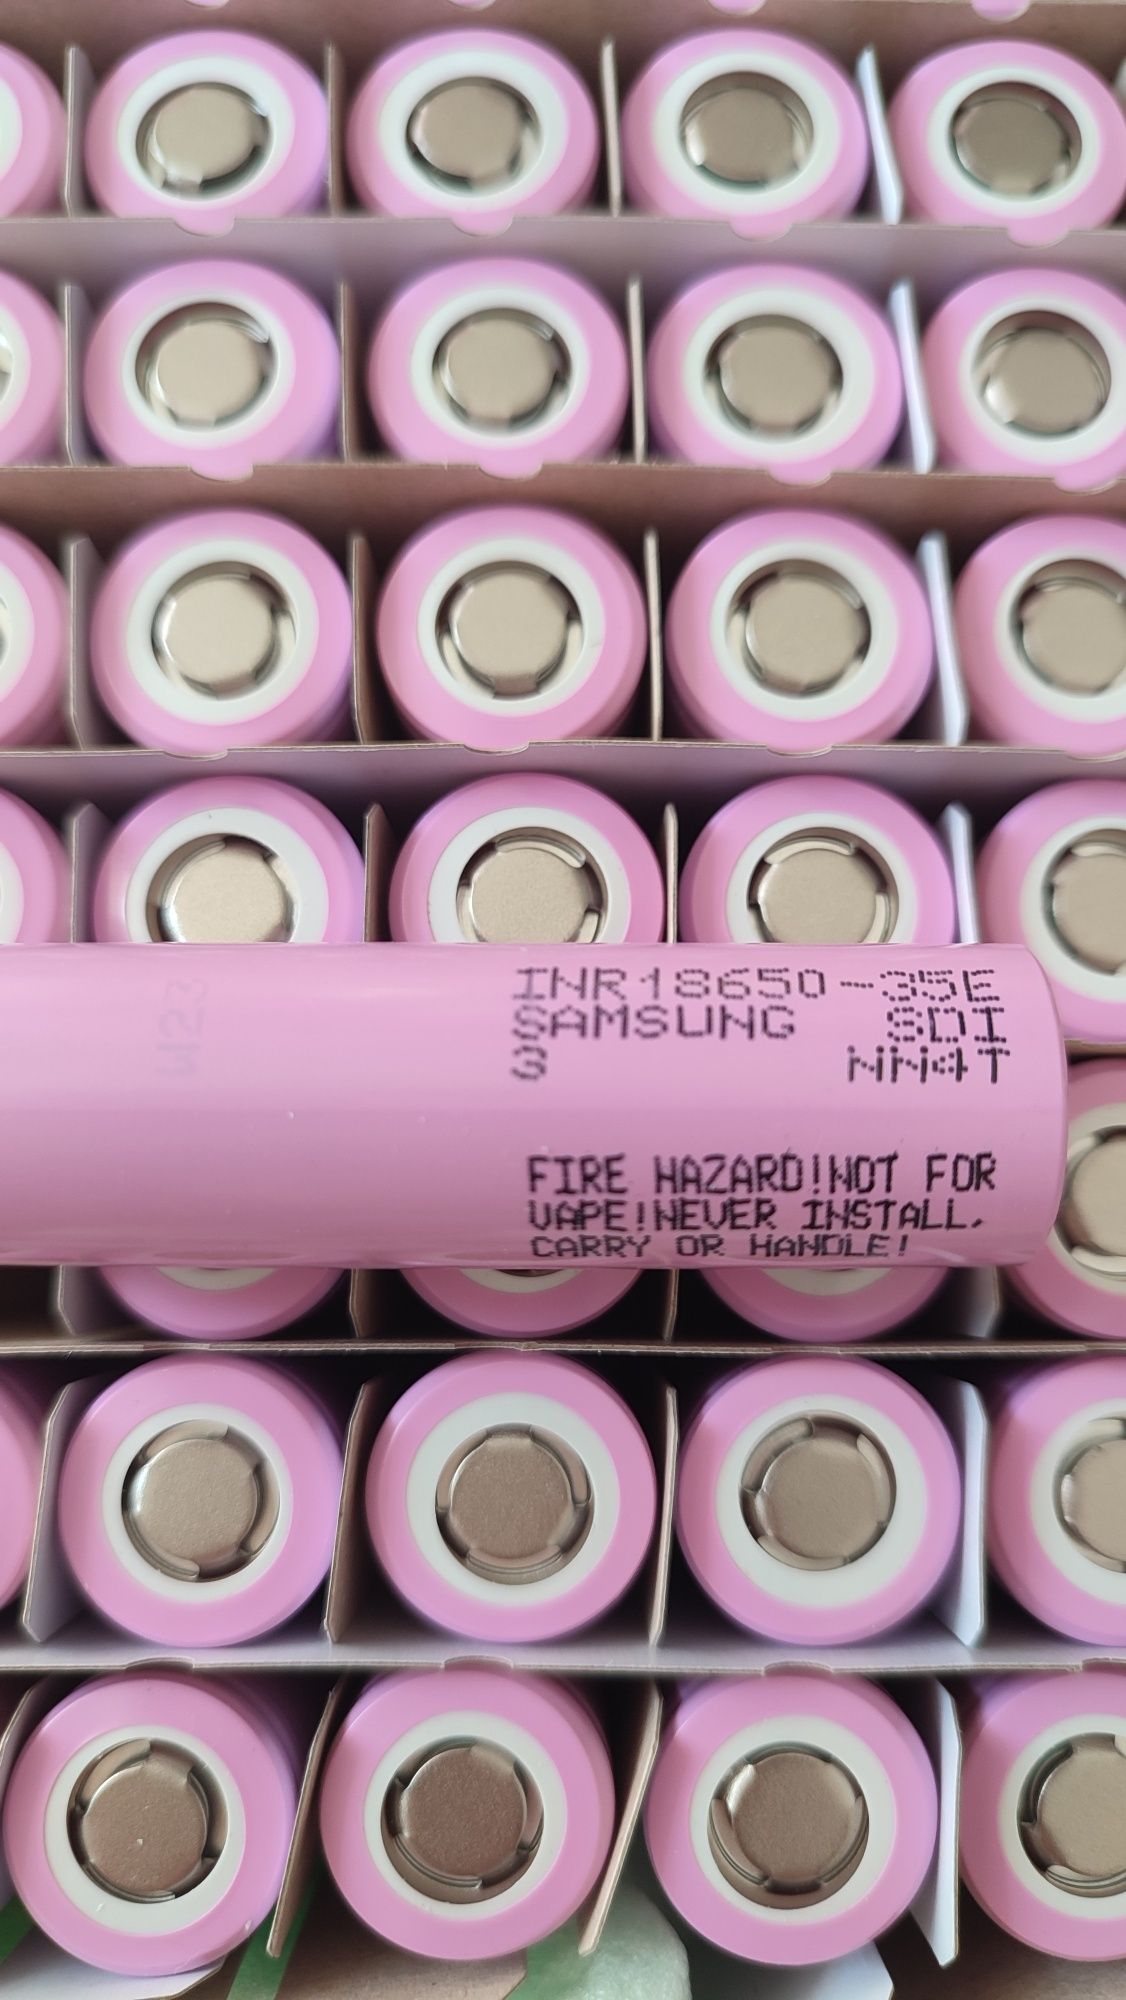 INR18650-35E
SAMSUNG SDI
3 NN4T
FIRE HAZARD!NOT FOR
VAPE!NEVER INSTALL,
CARRY OR HANDLE!